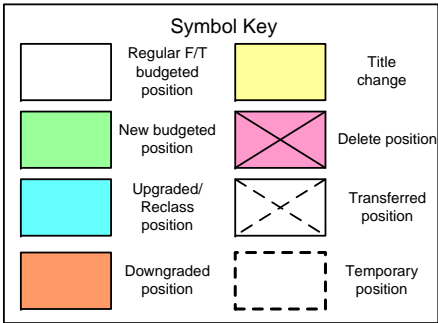 Symbol Key
Regular F/T
budgeted
position
Title
change
New budgeted
position
Delete position
Upgraded/
Reclass
position
Transferred
position
Downgraded
position
Temporary
position